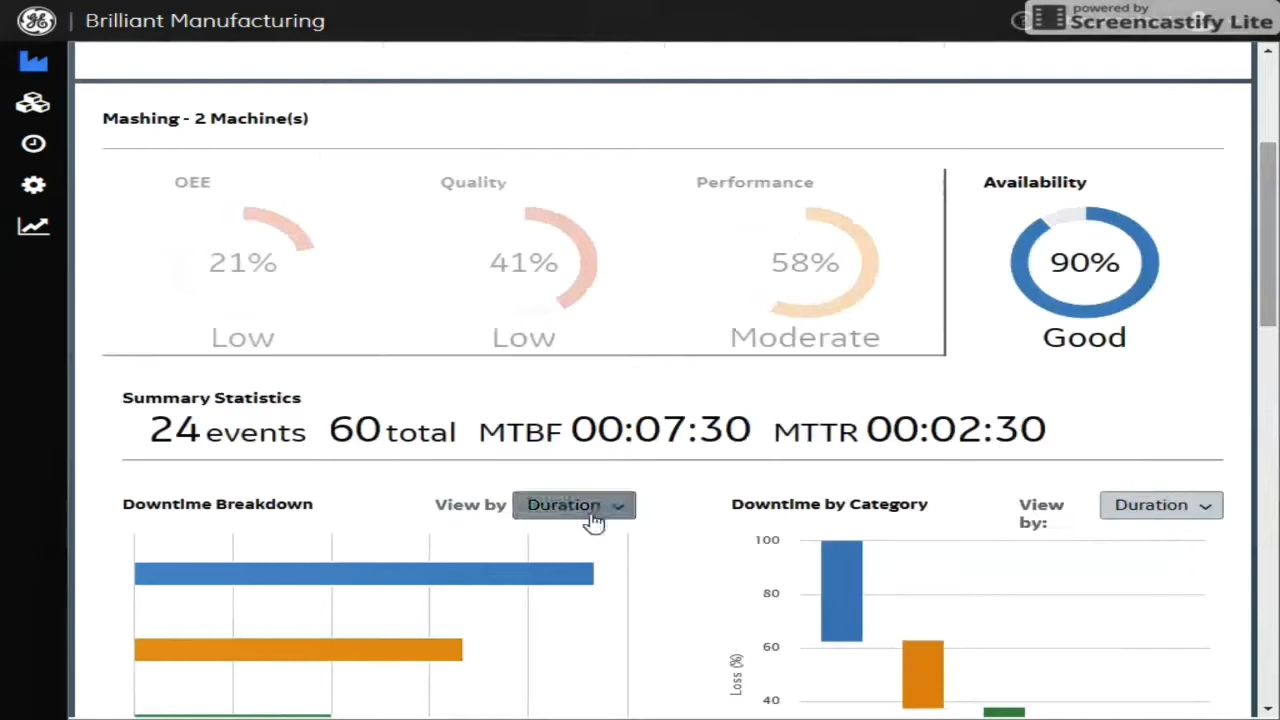 Brilliant Manufacturing
powered by
Screencastify Lite
Mashing - 2 Machine(s)
OEE
Quality
Performance
Availability
21%
41%
58%
90%
Low
Low
Moderate
Good
Summary Statistics
24 events 60 total MTBF 00:07:30 MTTR 00:02:30
Downtime Breakdown
View by
Duration
Downtime by Category
View by:
Duration
100
80
60
40
Loss (%)